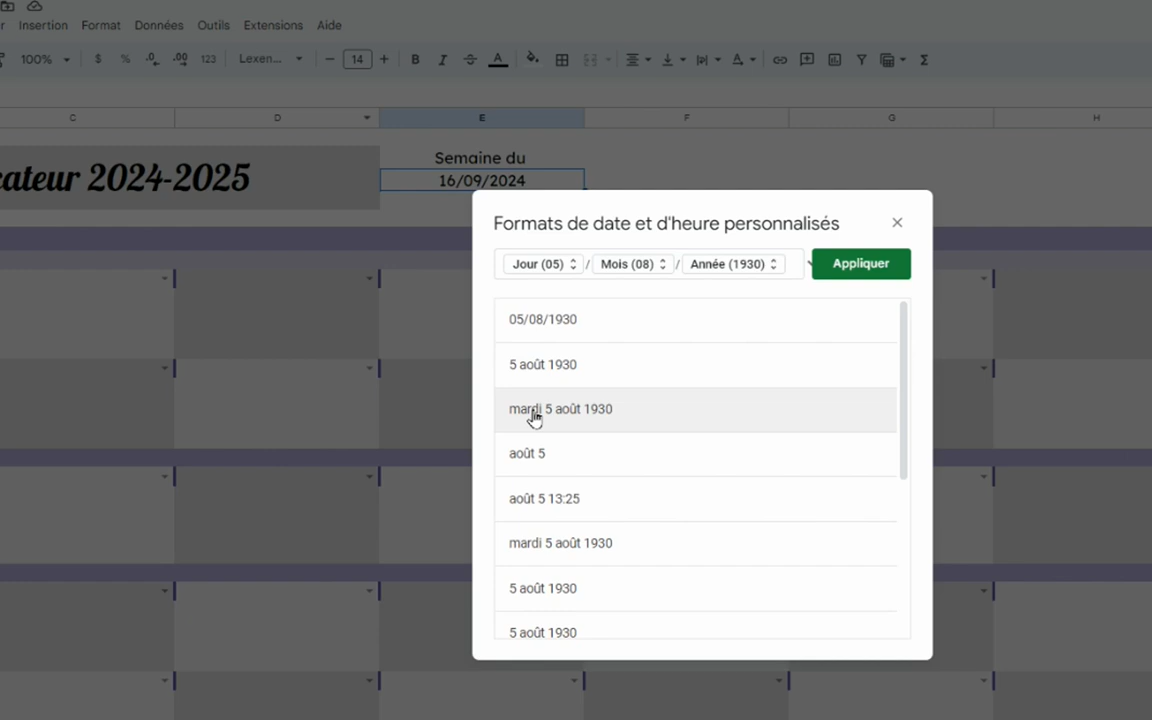 r Insertion Format Données Outils Extensions Aide
100% $ % .0 .00 123 Lexen... − 14 + B I S A Σ
C D E F G H
cateur 2024-2025
Semaine du
16/09/2024
Formats de date et d'heure personnalisés
Jour (05) / Mois (08) / Année (1930) Appliquer
05/08/1930
5 août 1930
mardi 5 août 1930
août 5
août 5 13:25
mardi 5 août 1930
5 août 1930
5 août 1930